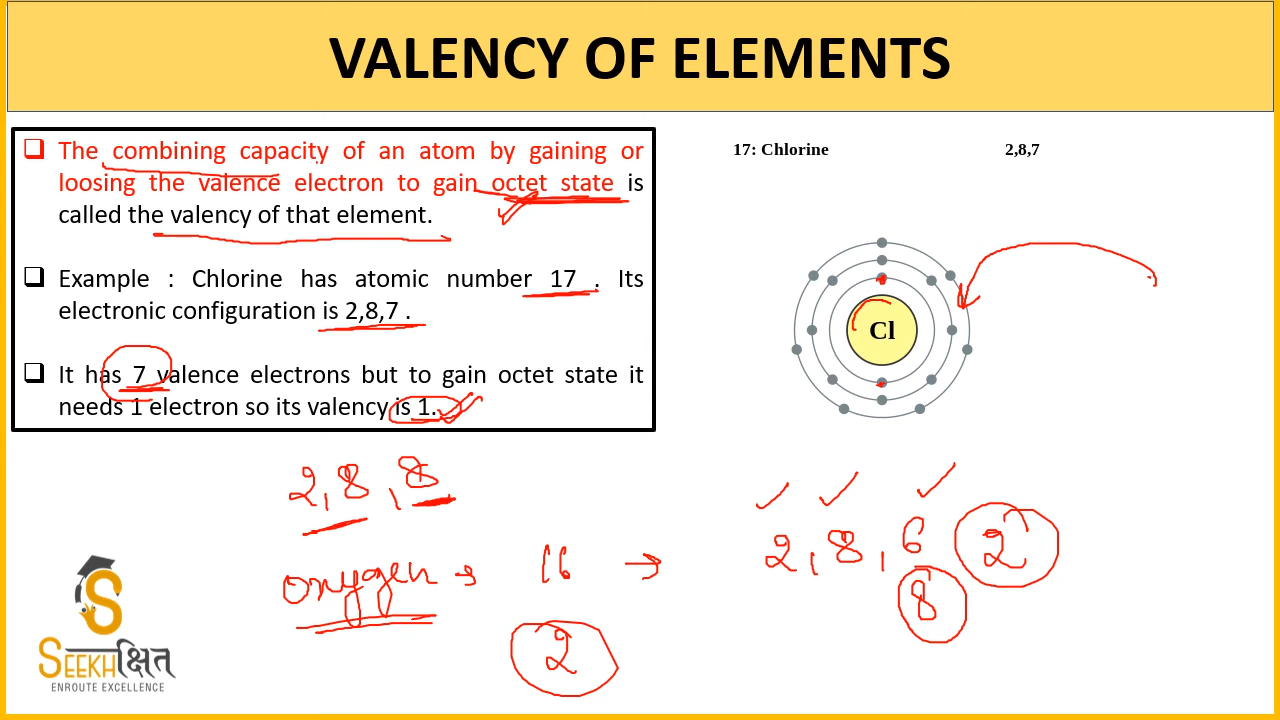 VALENCY OF ELEMENTS
The combining capacity of an atom by gaining or
loosing the valence electron to gain octet state is
called the valency of that element.
Example : Chlorine has atomic number 17 . Its
electronic configuration is 2,8,7 .
It has 7 valence electrons but to gain octet state it
needs 1 electron so its valency is 1.
17: Chlorine 2,8,7
Cl
2, 8, 8
oxygen → 16 → 2, 8, 6 2
8
2
S
SEEKHक्षित
ENROUTE EXCELLENCE